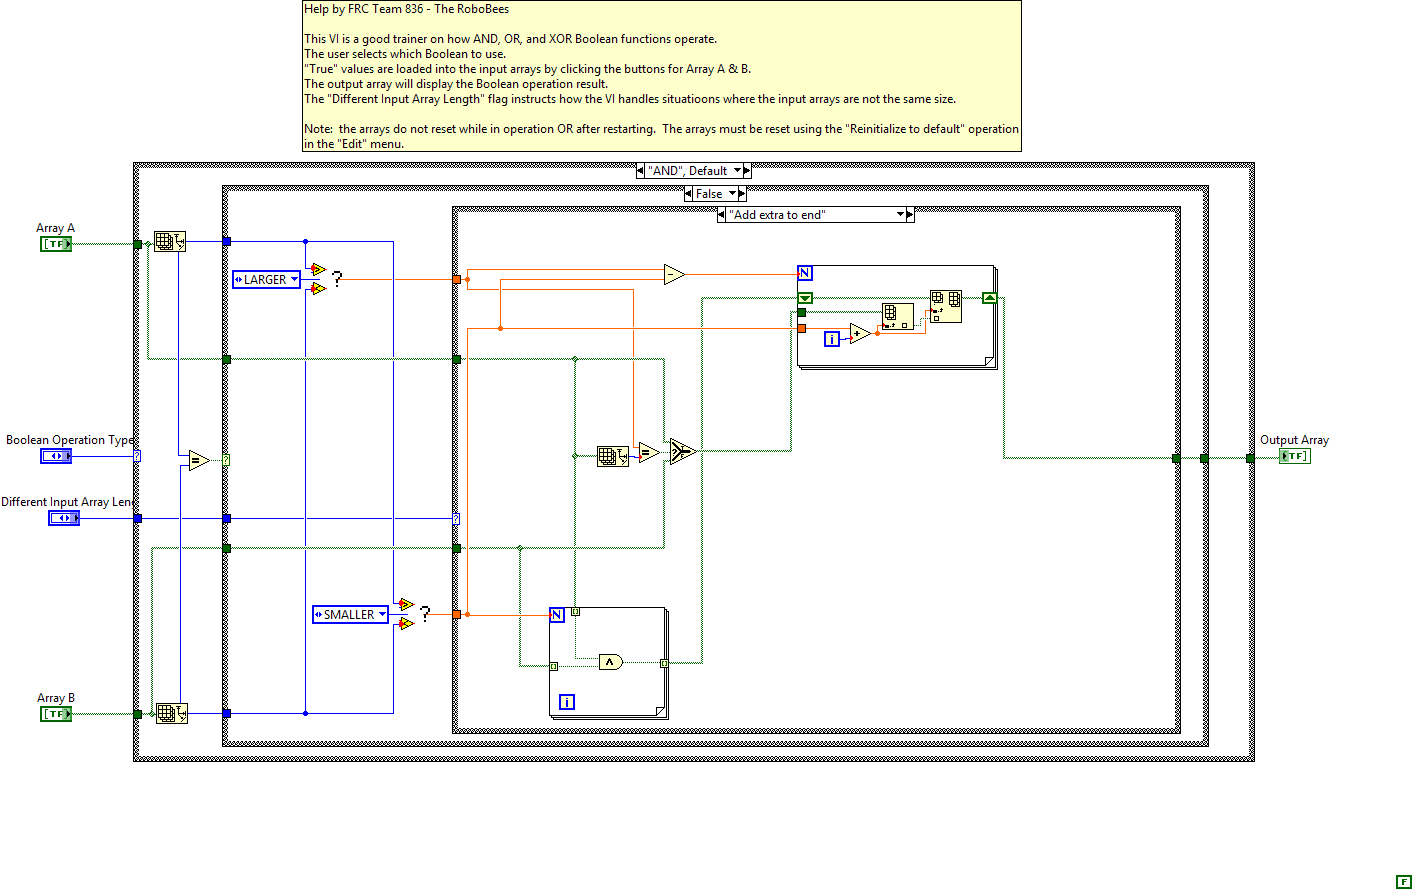 Help by FRC Team 836 - The RoboBees
This VI is a good trainer on how AND, OR, and XOR Boolean functions operate.
The user selects which Boolean to use.
"True" values are loaded into the input arrays by clicking the buttons for Array A & B.
The output array will display the Boolean operation result.
The "Different Input Array Length" flag instructs how the VI handles situatioons where the input arrays are not the same size.
Note:  the arrays do not reset while in operation OR after restarting.  The arrays must be reset using the "Reinitialize to default" operation
in the "Edit" menu.
"AND", Default
False
"Add extra to end"
Array A
TF
LARGER
?
N
i
Boolean Operation Type
?
?
Different Input Array Len
?
Output Array
TF
SMALLER
?
N
i
Array B
TF
F